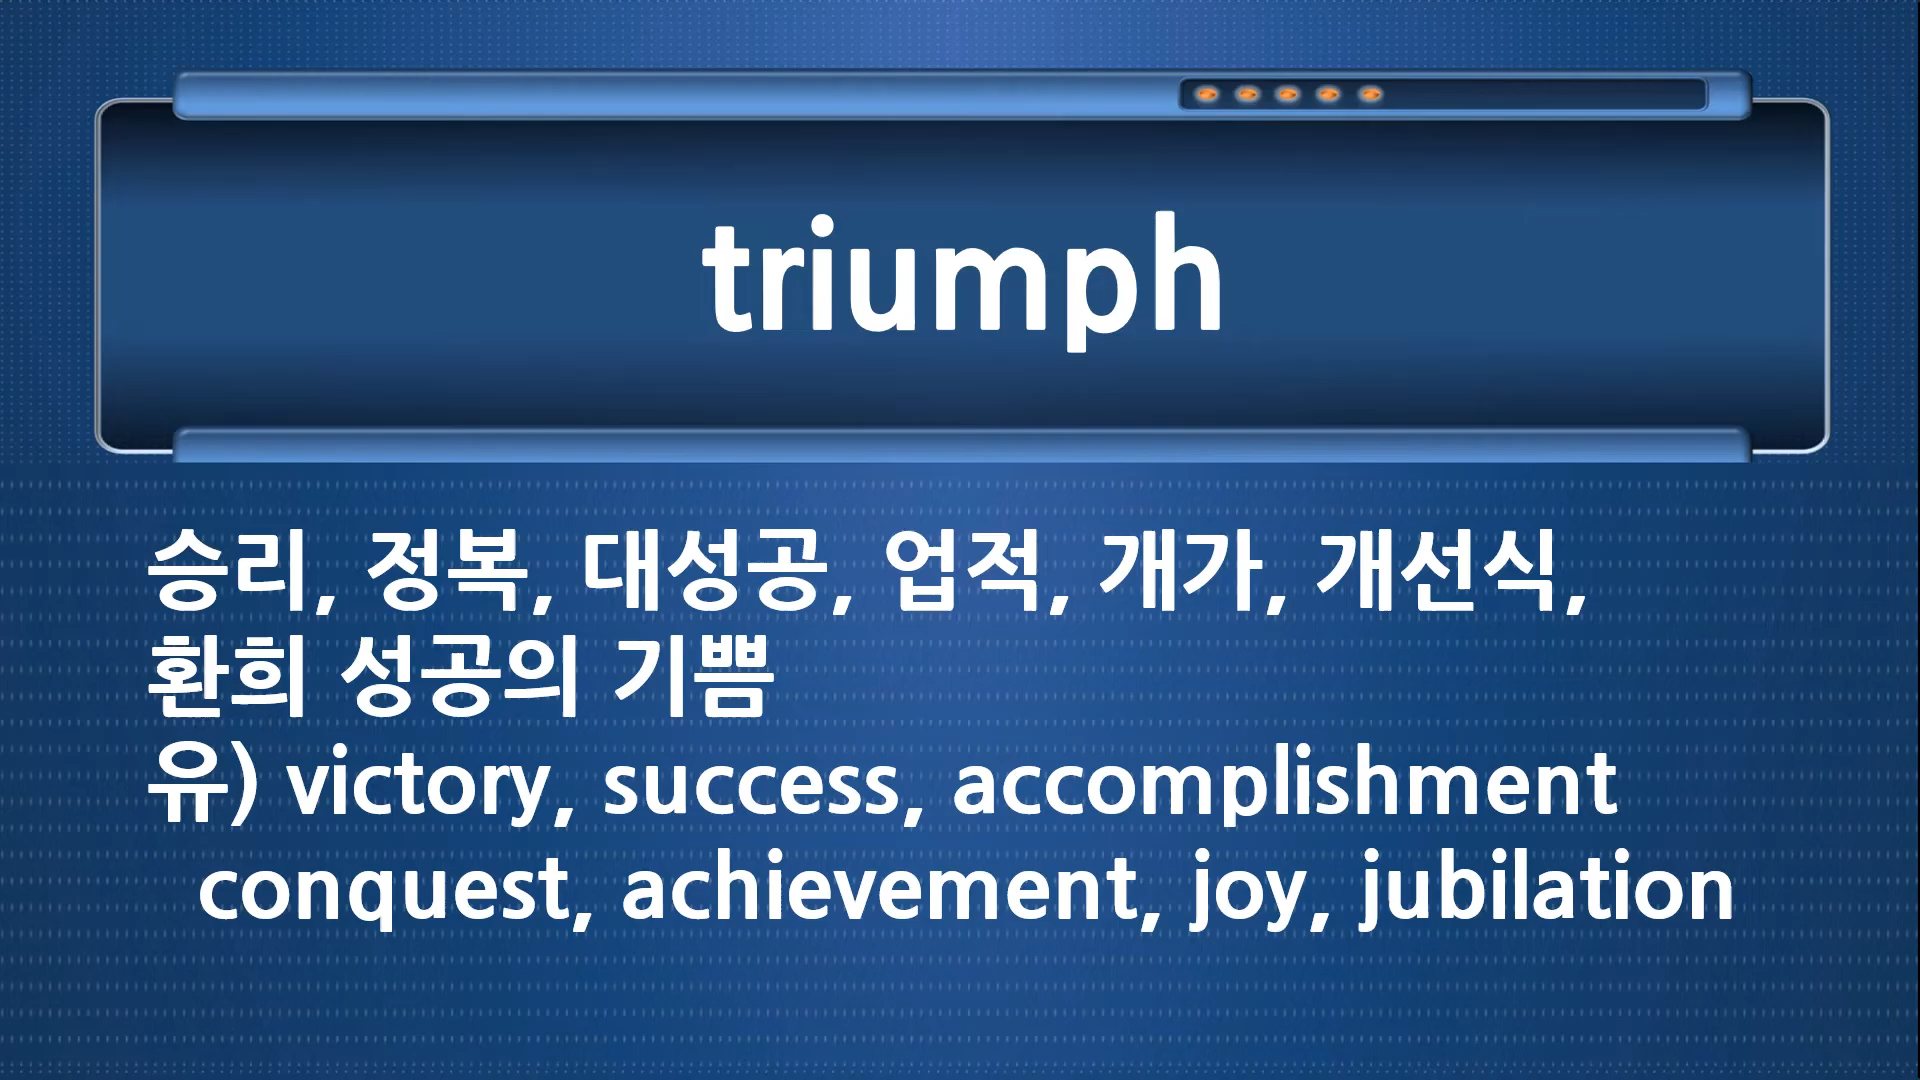 triumph
승리, 정복, 대성공, 업적, 개가, 개선식,
환희 성공의 기쁨
유) victory, success, accomplishment
conquest, achievement, joy, jubilation